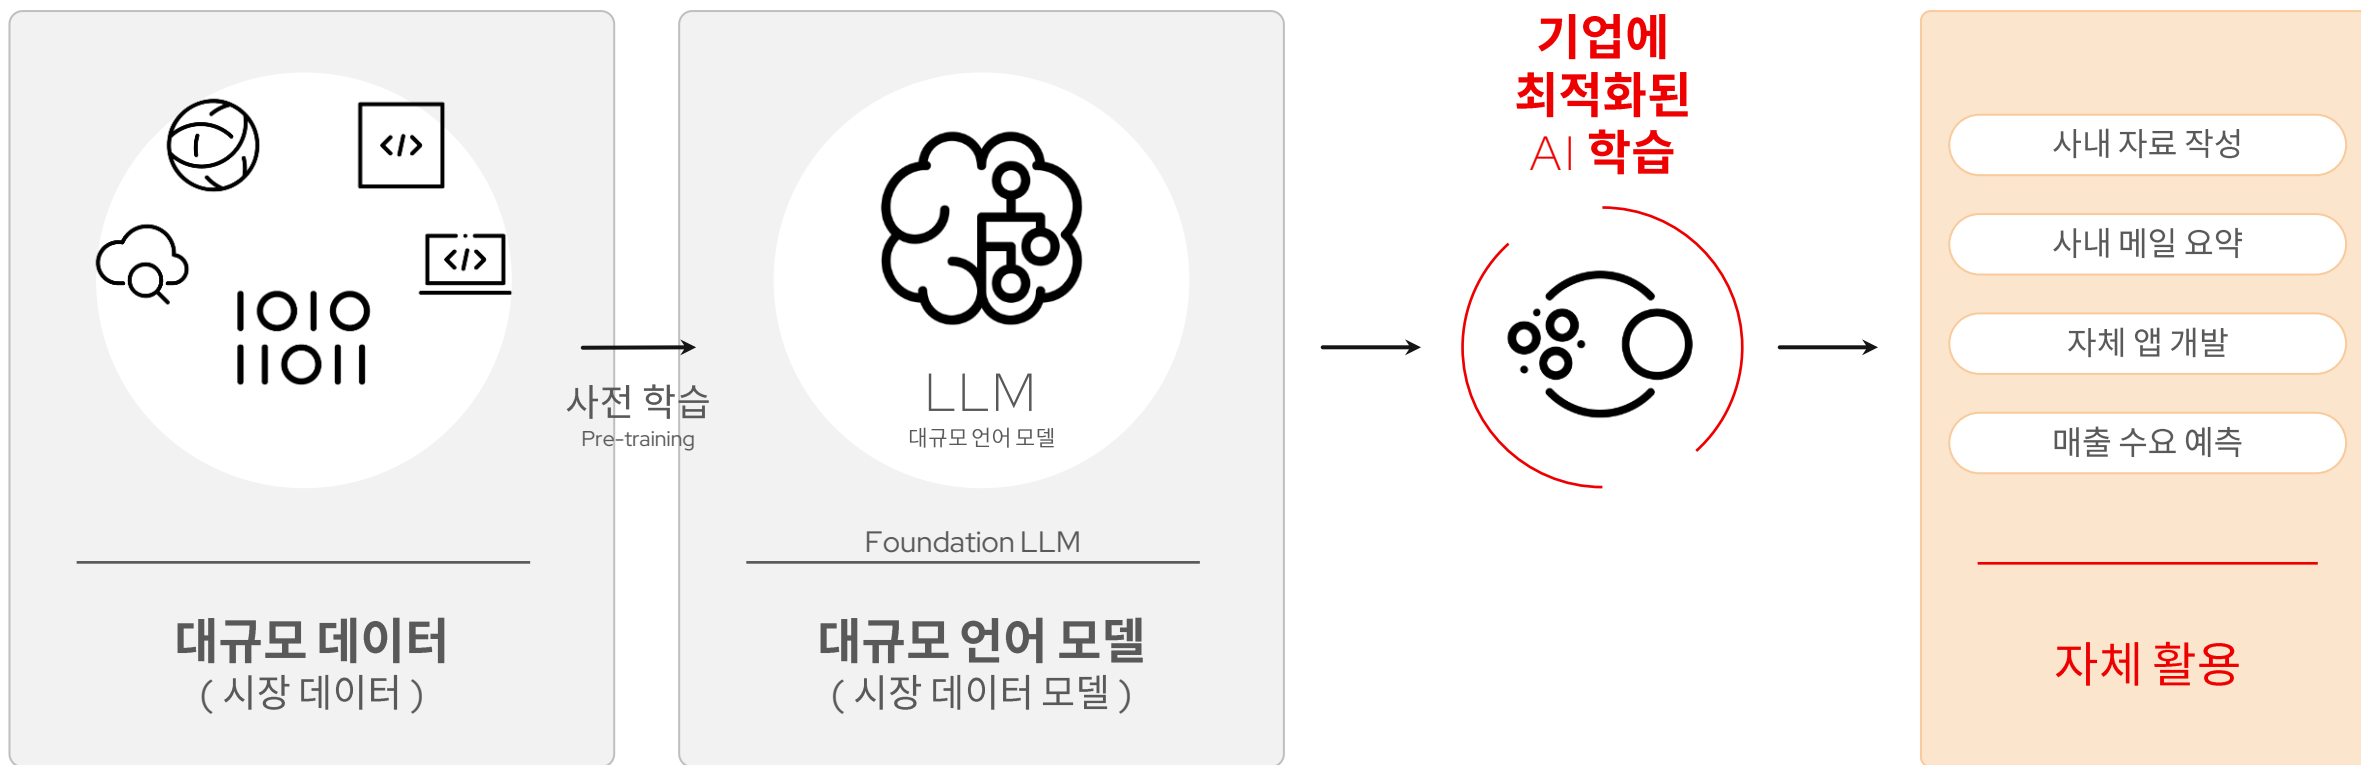 1010
11011
대규모 데이터
( 시장 데이터 )
사전 학습
Pre-training
LLM
대규모 언어 모델
Foundation LLM
대규모 언어 모델
( 시장 데이터 모델 )
기업에
최적화된
AI 학습
사내 자료 작성
사내 메일 요약
자체 앱 개발
매출 수요 예측
자체 활용